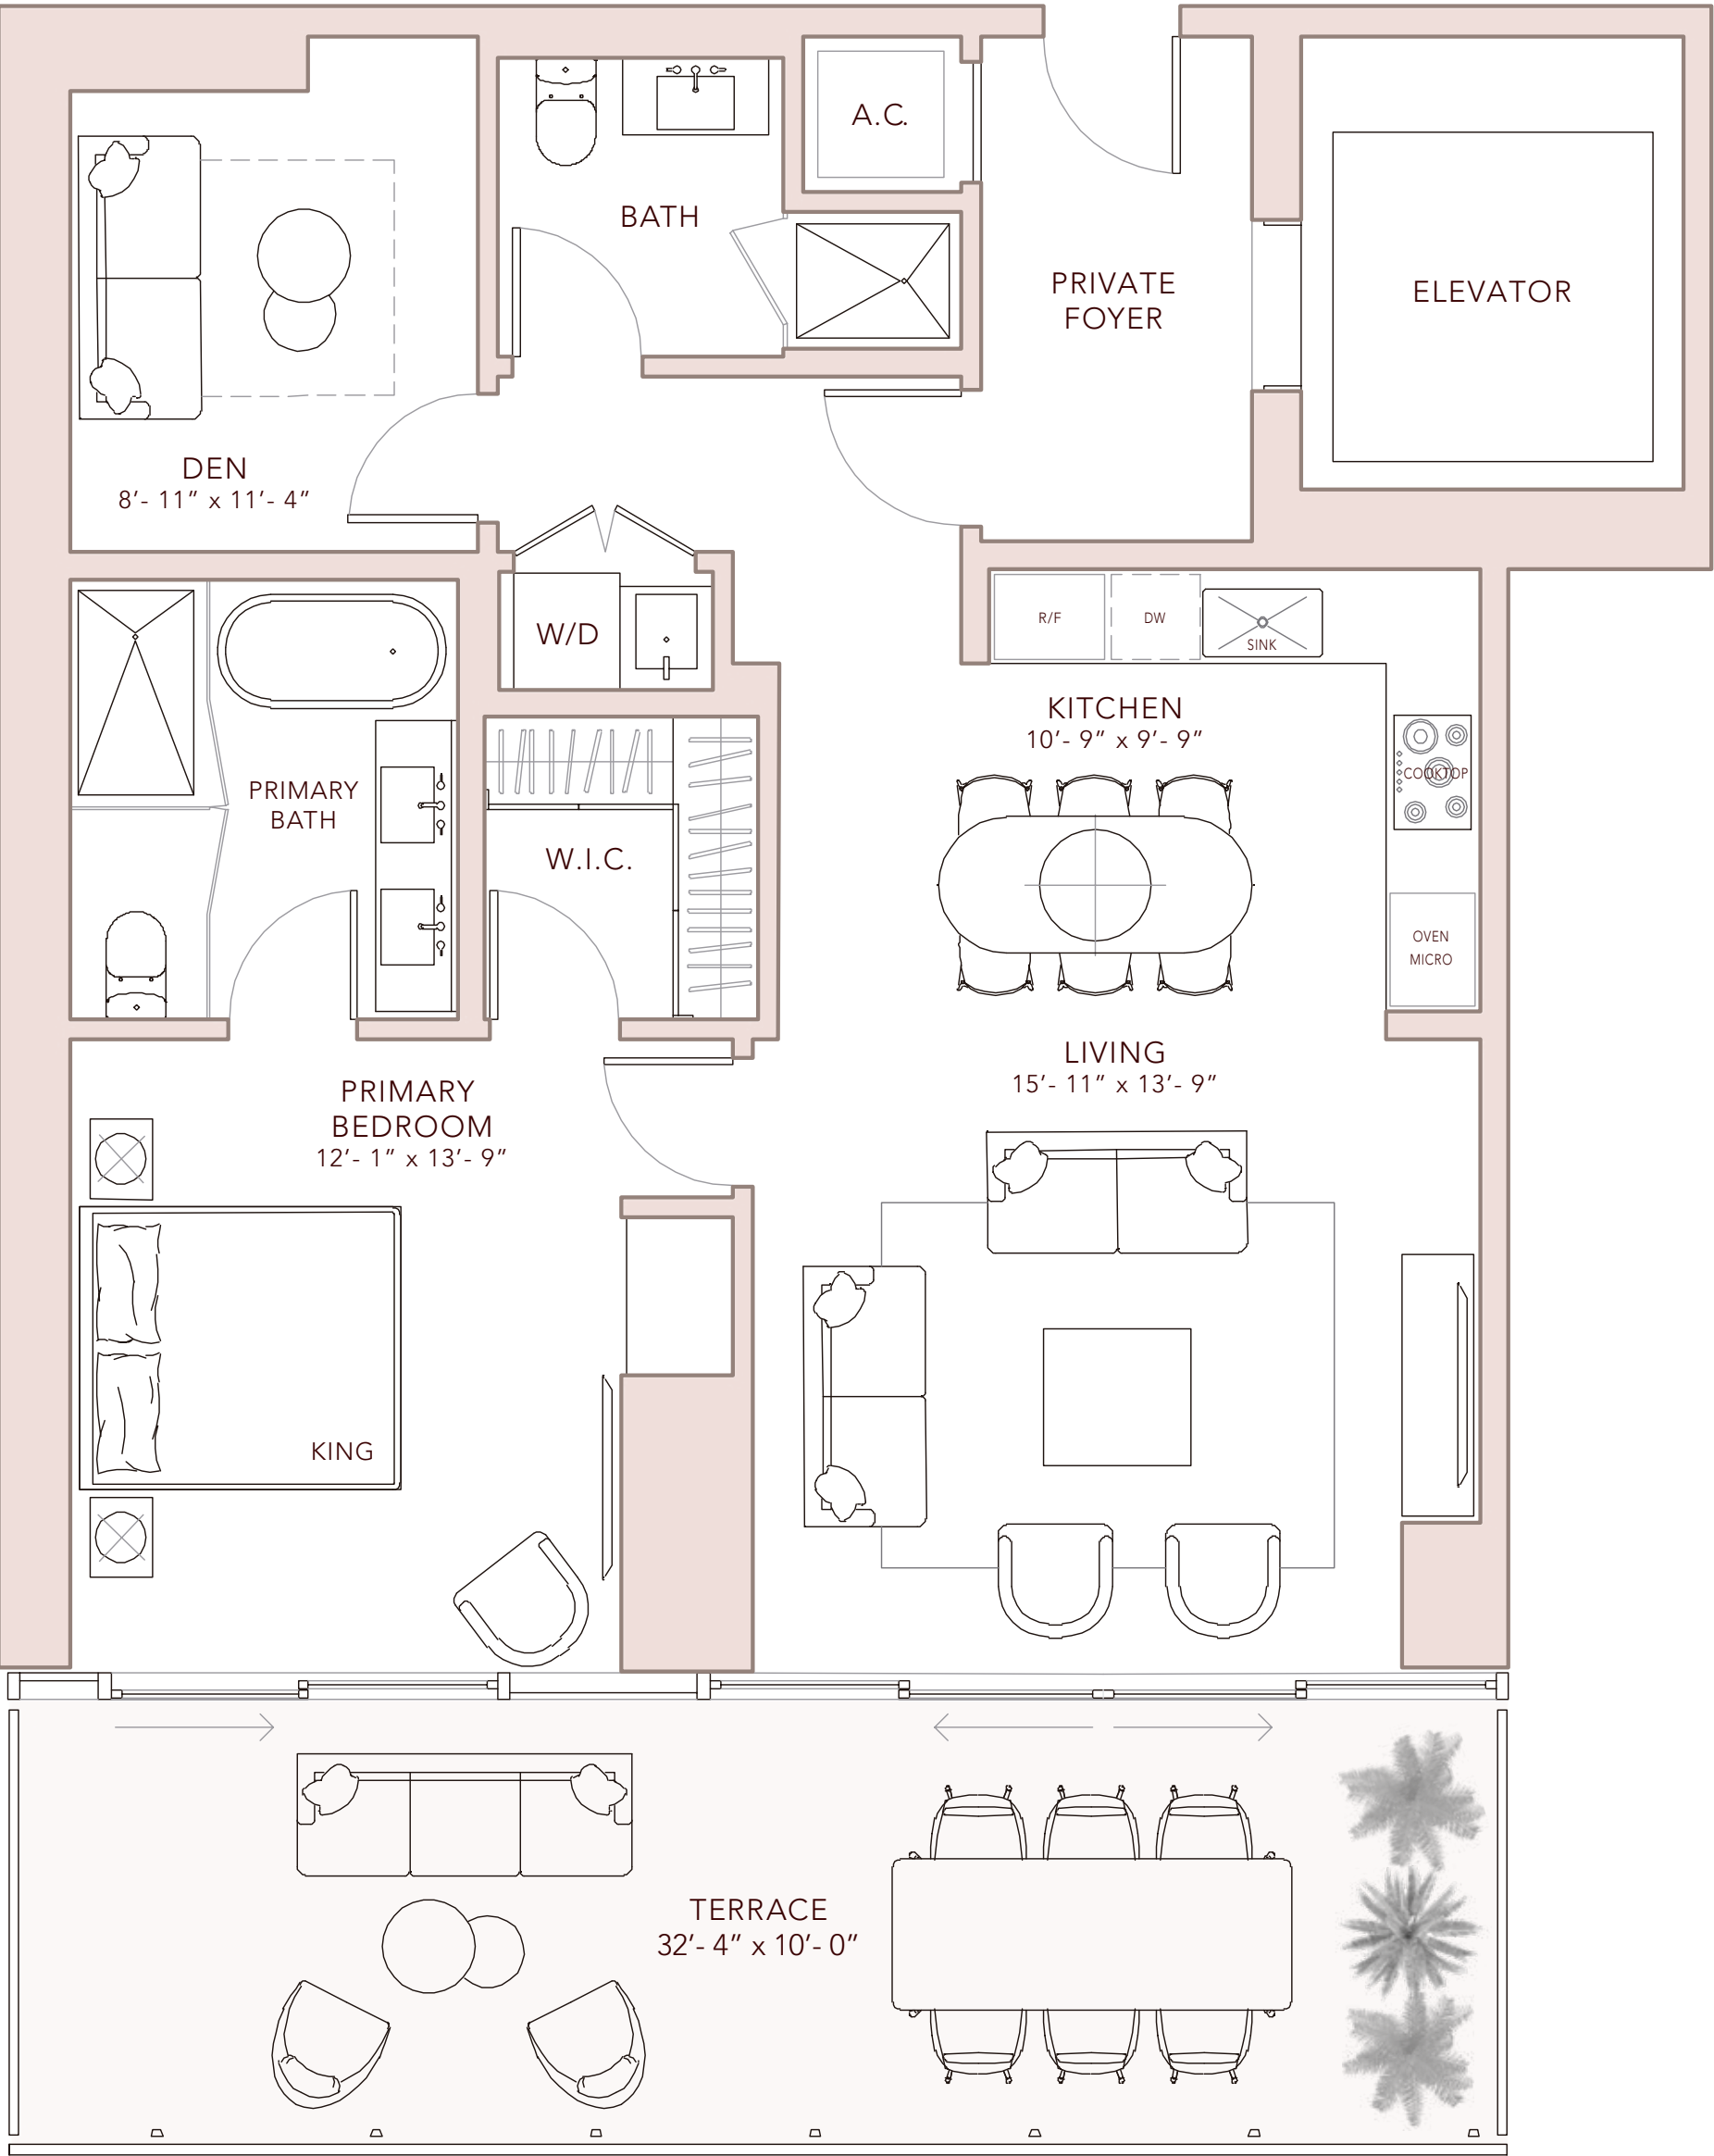 A.C.
BATH
PRIVATE
FOYER
ELEVATOR
DEN
8’- 11” x 11’- 4”
W/D
R/F
DW
SINK
KITCHEN
10’- 9” x 9’- 9”
COOKTOP
PRIMARY
BATH
W.I.C.
OVEN
MICRO
LIVING
15’- 11” x 13’- 9”
PRIMARY
BEDROOM
12’- 1” x 13’- 9”
KING
TERRACE
32’- 4” x 10’- 0”